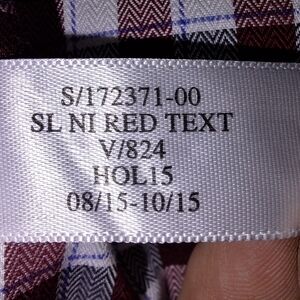 S/172371-00
SL NI RED TEXT
V/824
HOL15
08/15-10/15